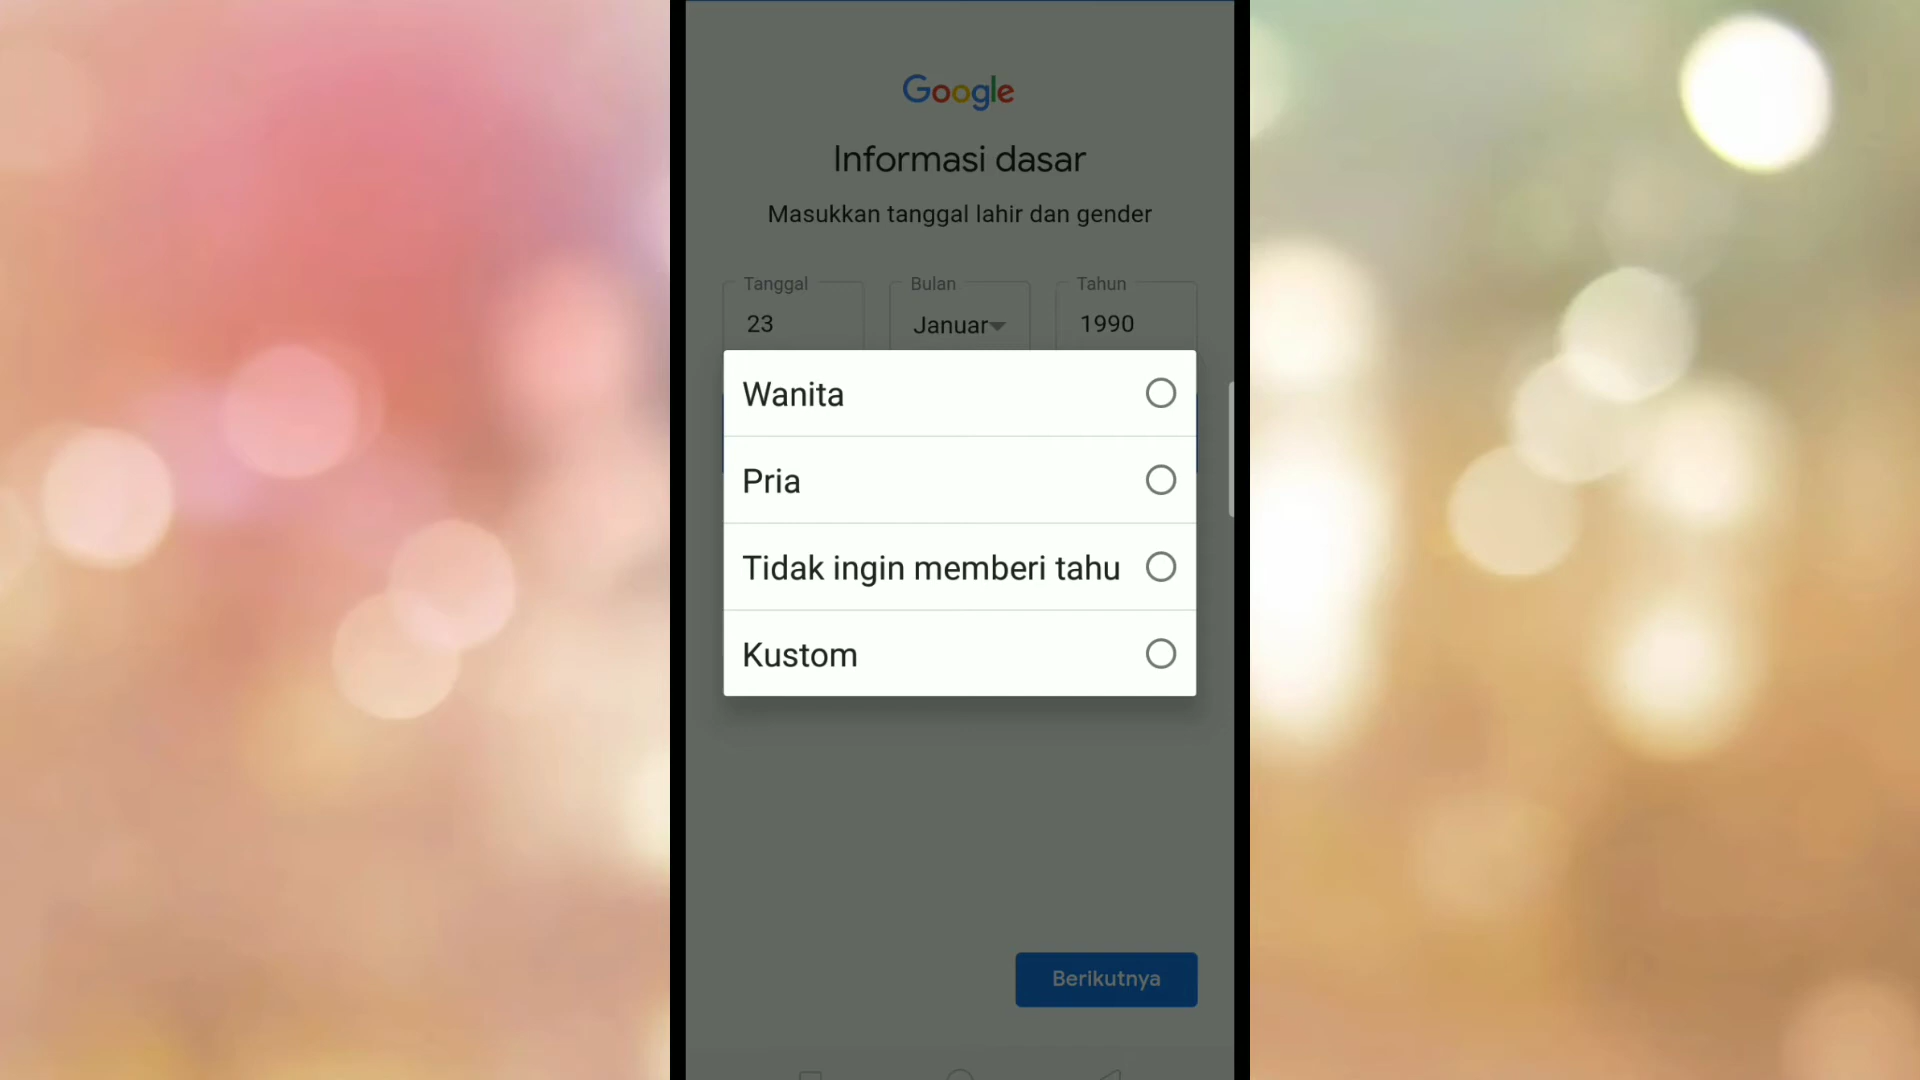 Google
Informasi dasar
Masukkan tanggal lahir dan gender
Tanggal Bulan Tahun
23 Januar 1990
Wanita
Pria
Tidak ingin memberi tahu
Kustom
Berikutnya